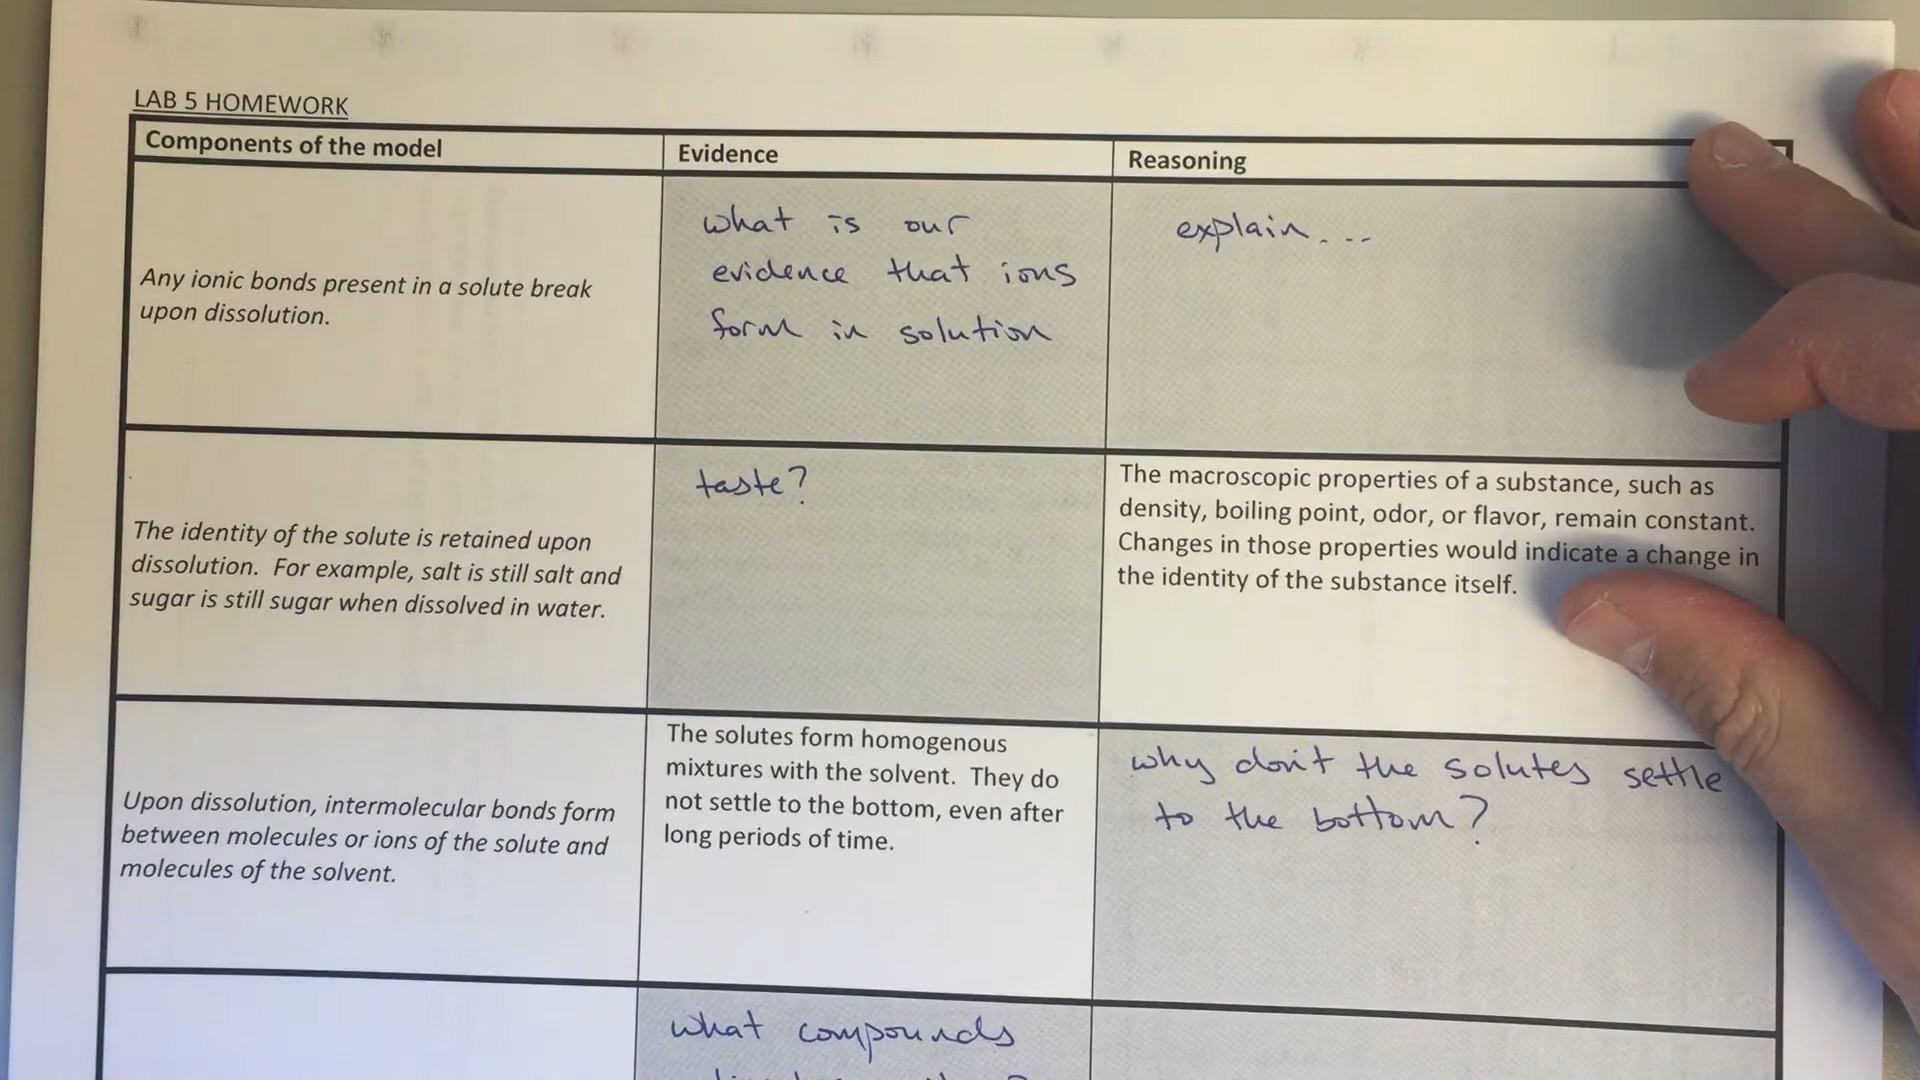 LAB 5 HOMEWORK
Components of the model
Evidence
Reasoning
Any ionic bonds present in a solute break
upon dissolution.
what is our
evidence that ions
form in solution
explain....
The identity of the solute is retained upon
dissolution. For example, salt is still salt and
sugar is still sugar when dissolved in water.
taste?
The macroscopic properties of a substance, such as
density, boiling point, odor, or flavor, remain constant.
Changes in those properties would indicate a change in
the identity of the substance itself.
Upon dissolution, intermolecular bonds form
between molecules or ions of the solute and
molecules of the solvent.
The solutes form homogenous
mixtures with the solvent. They do
not settle to the bottom, even after
long periods of time.
why don't the solutes settle
to the bottom?
what compounds